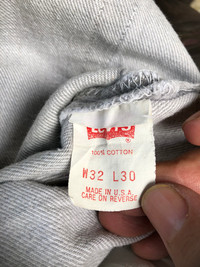 100% COTTON
W32 L30
MADE IN U.S.A.
CARE ON REVERSE